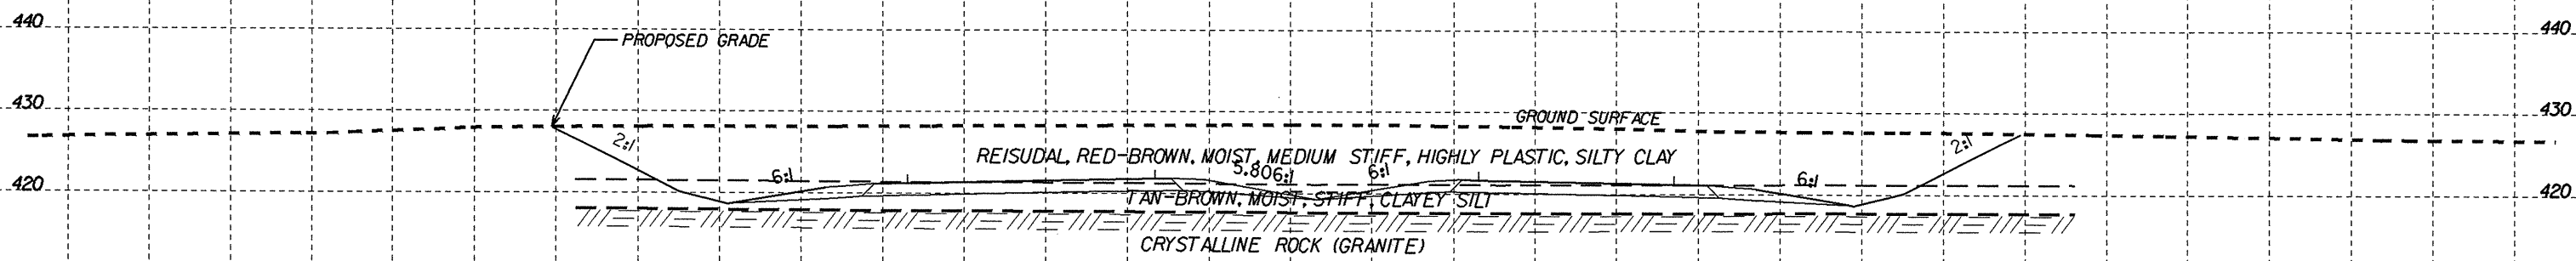 440 440
PROPOSED GRADE
430 430
GROUND SURFACE
2:1 2:1
REISUDAL, RED-BROWN, MOIST, MEDIUM STIFF, HIGHLY PLASTIC, SILTY CLAY
6:1 5.806:1 6:1 6:1
420 420
TAN-BROWN, MOIST, STIFF, CLAYEY SILT
CRYSTALLINE ROCK (GRANITE)